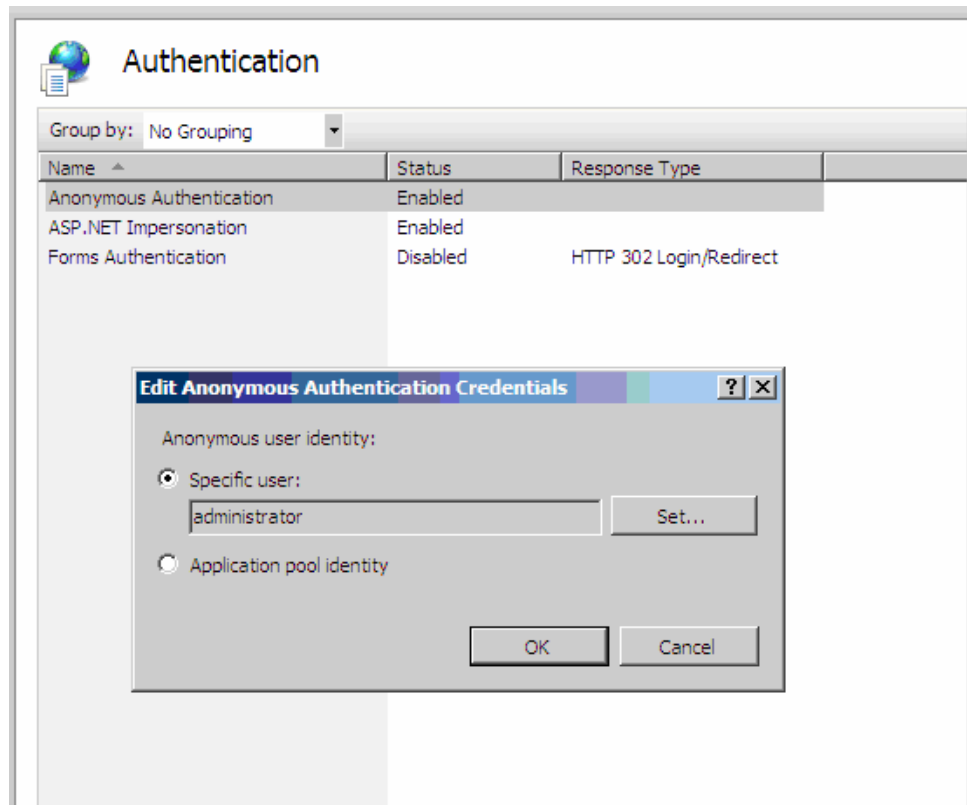 Authentication
Group by: No Grouping
Name Status Response Type
Anonymous Authentication Enabled
ASP.NET Impersonation Enabled
Forms Authentication Disabled HTTP 302 Login/Redirect
Edit Anonymous Authentication Credentials ? X
Anonymous user identity:
Specific user:
administrator Set...
Application pool identity
OK Cancel